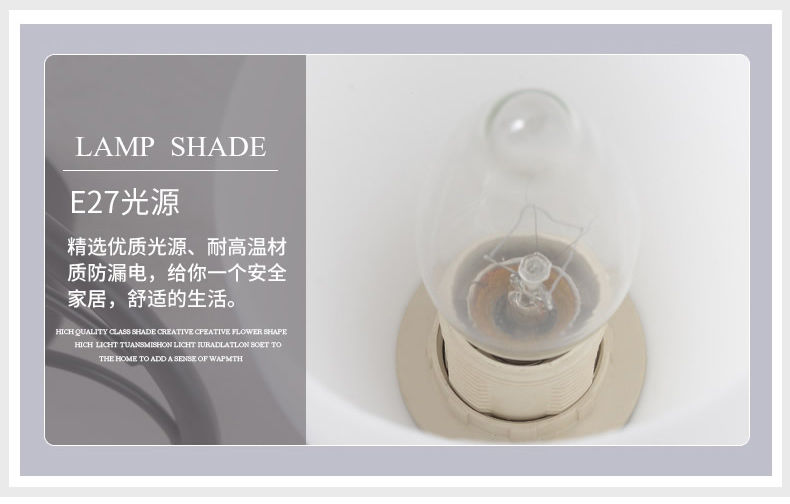 LAMP SHADE
E27光源
精选优质光源、耐高温材
质防漏电，给你一个安全
家居，舒适的生活。
HICH QUALITY CLASS SHADE CREATIVE CPEATIVE FLOWER SHAPE
HICH LICHT TUANSMISHON LICHT IURADLATLON SOET TO
THE HOME TO ADD A SENSE OF WAPMTH